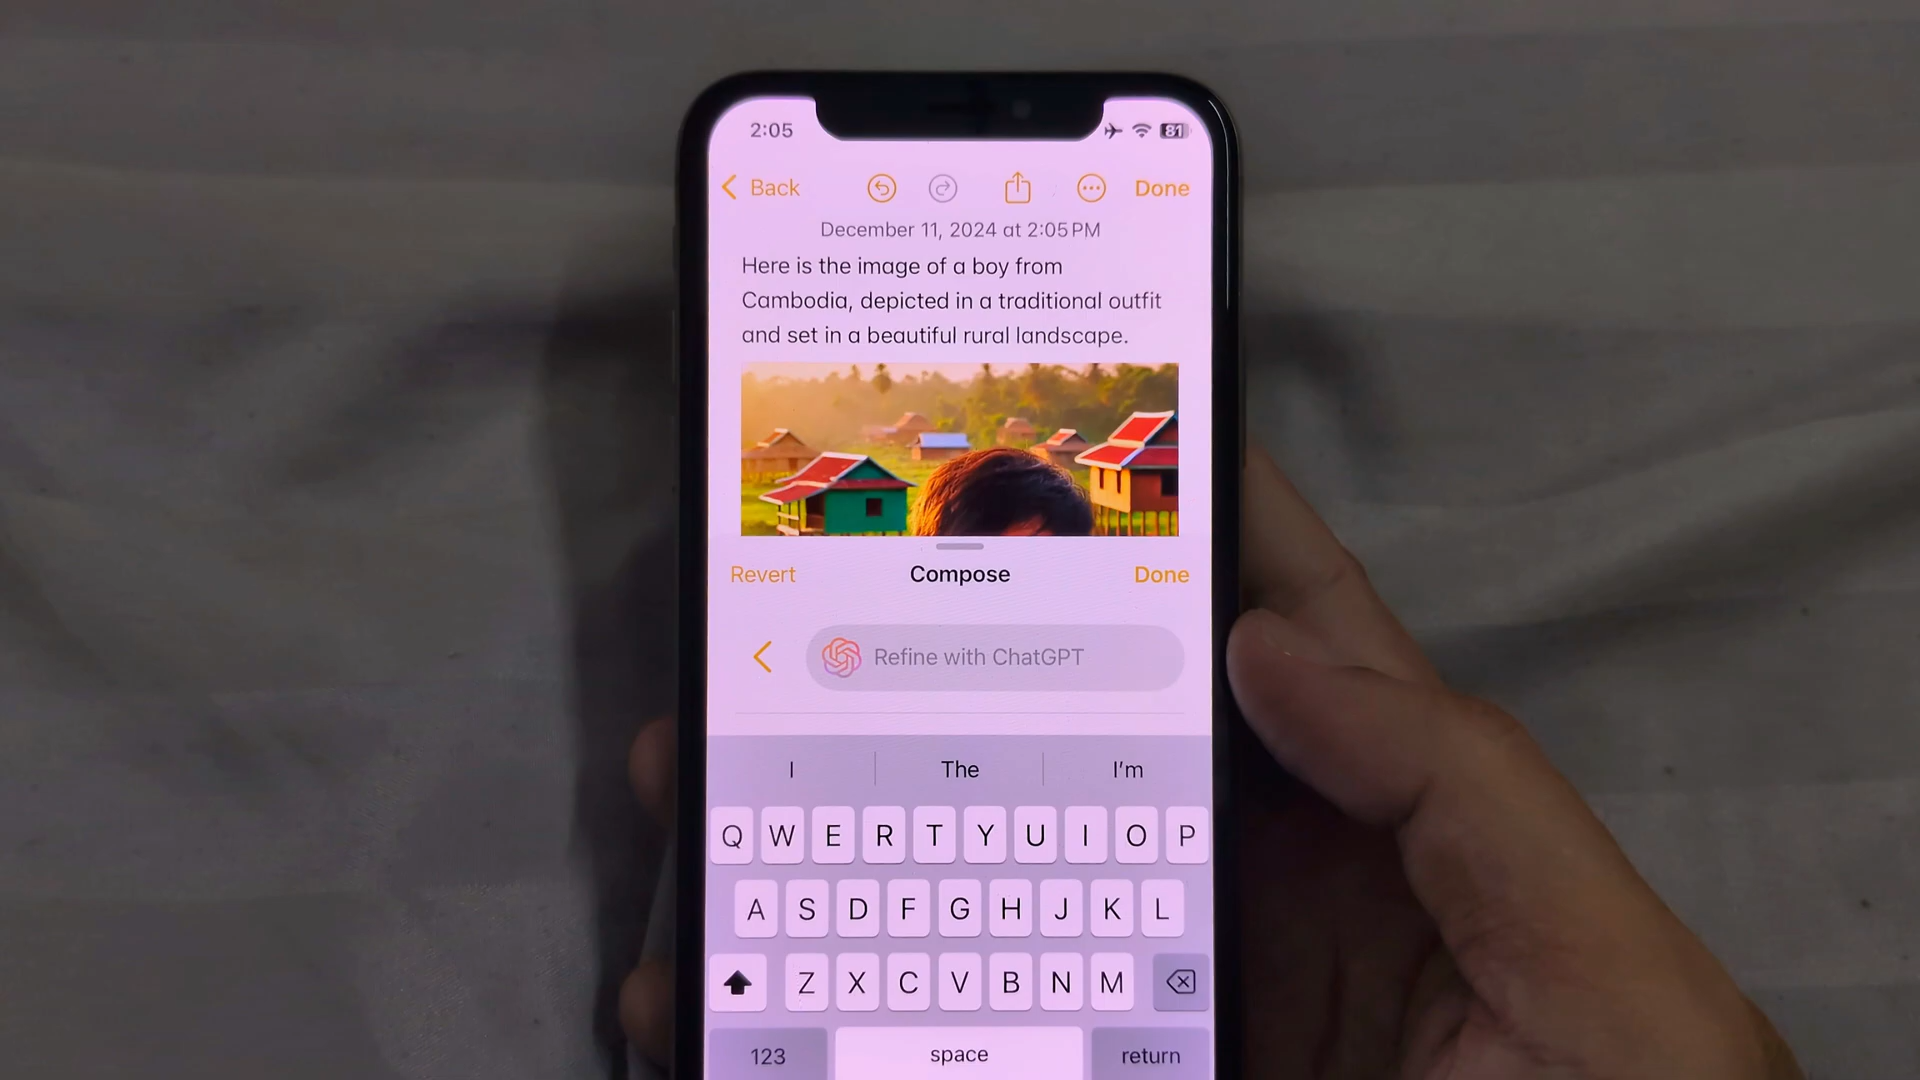 2:05
81
Back
Done
December 11, 2024 at 2:05 PM
Here is the image of a boy from
Cambodia, depicted in a traditional outfit
and set in a beautiful rural landscape.
Revert
Compose
Done
Refine with ChatGPT
I
The
I'm
Q W E R T Y U I O P
A S D F G H J K L
Z X C V B N M
123
space
return